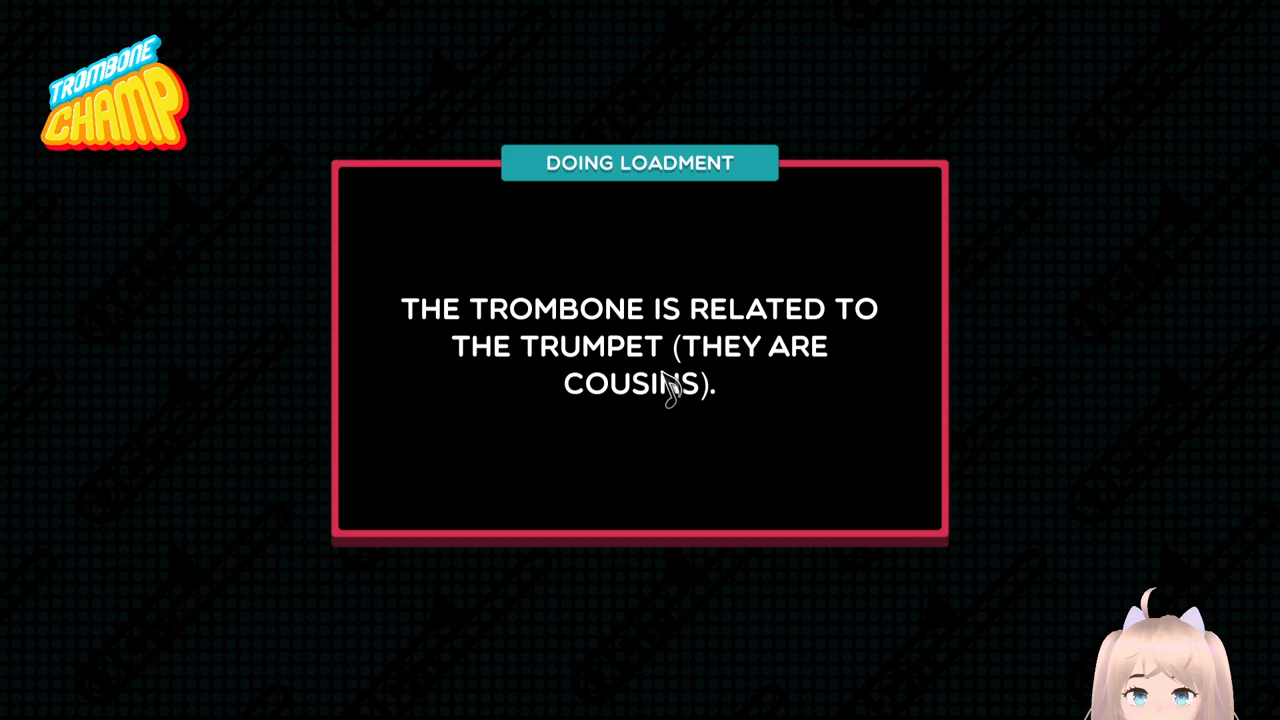 TROMBONE
CHAMP
DOING LOADMENT
THE TROMBONE IS RELATED TO
THE TRUMPET (THEY ARE
COUSINS).